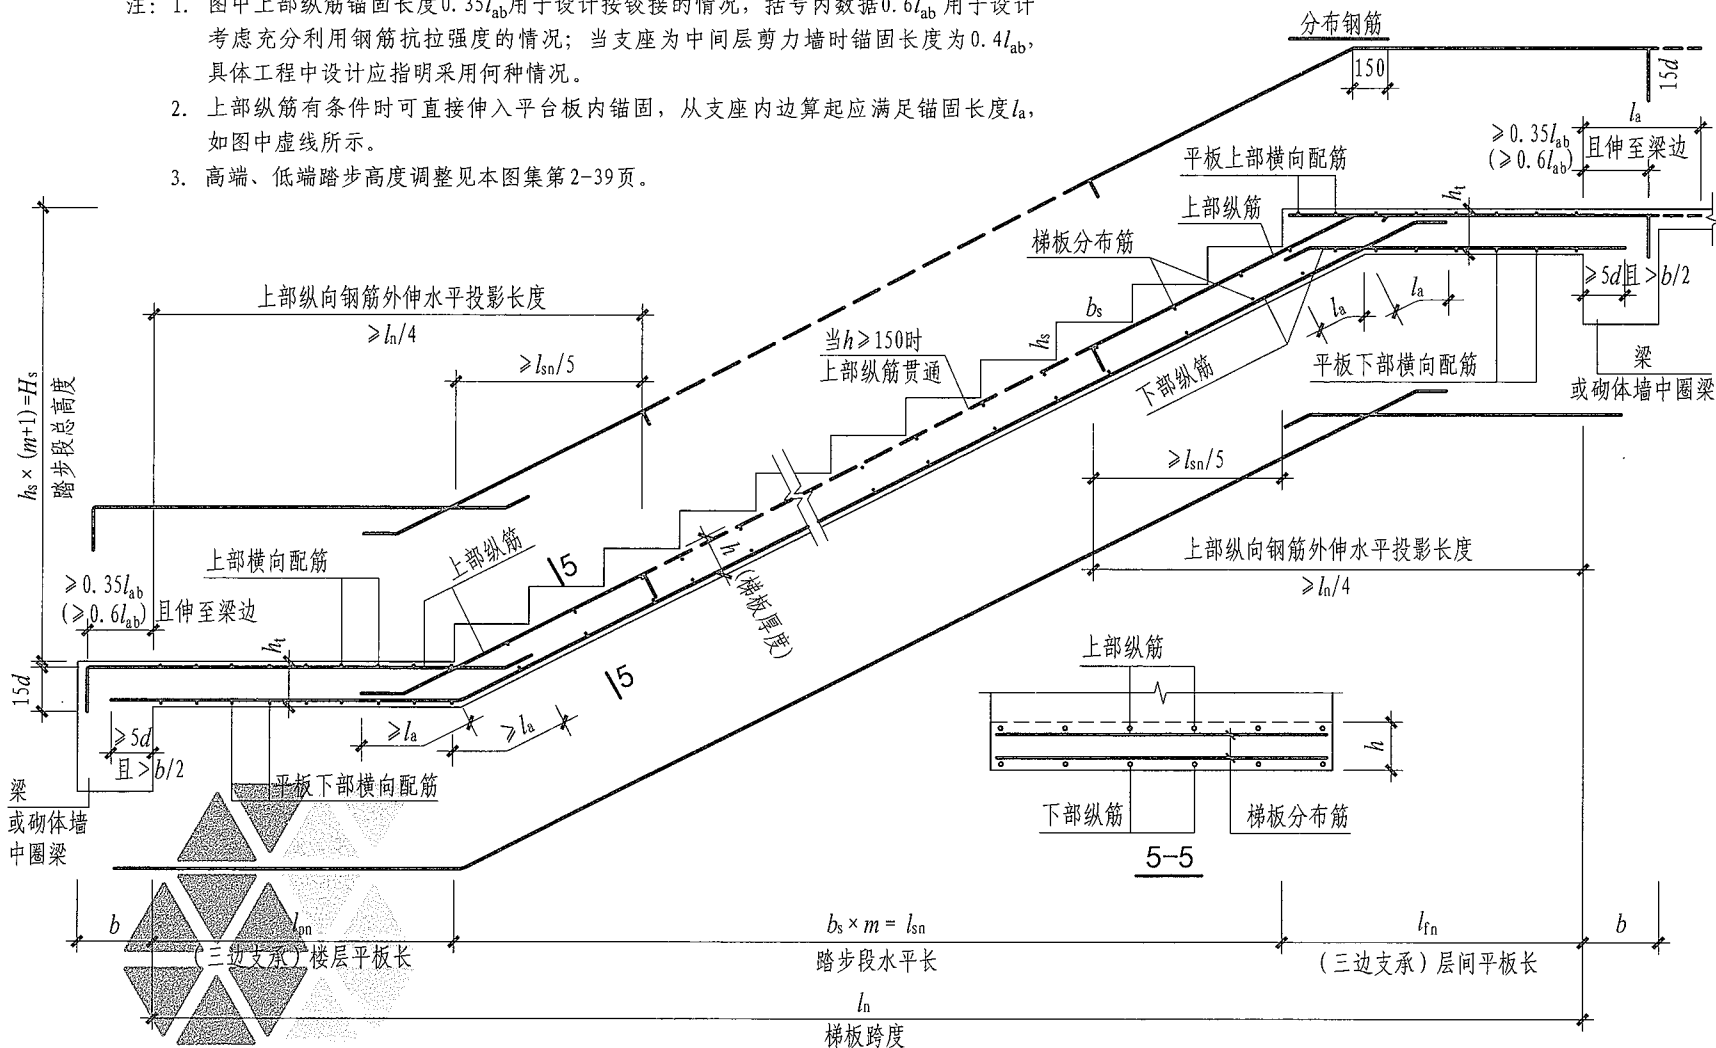 注：1. 图中上部纵筋锚固长度0.35lab用于设计按铰接的情况，括号内数据0.6lab用于设计
考虑充分利用钢筋抗拉强度的情况；当支座为中间层剪力墙时锚固长度为0.4lab，
具体工程中设计应指明采用何种情况。
2. 上部纵筋有条件时可直接伸入平台板内锚固，从支座内边算起应满足锚固长度la，
如图中虚线所示。
3. 高端、低端踏步高度调整见本图集第2-39页。
分布钢筋
150
15d
la
≥0.35lab
(≥0.6lab)
且伸至梁边
平板上部横向配筋
ht
上部纵筋
梯板分布筋
≥5d且>b/2
la
la
bs
hs
梁
或砌体墙中圈梁
平板下部横向配筋
下部纵筋
当h≥150时
上部纵筋贯通
上部纵向钢筋外伸水平投影长度
≥ln/4
≥lsn/5
hs×(m+1)=Hs
踏步段总高度
≥lsn/5
上部纵向钢筋外伸水平投影长度
≥ln/4
上部横向配筋
上部纵筋
5
h
(梯板厚度)
≥0.35lab
(≥0.6lab)
且伸至梁边
ht
15d
5
≥la
≥la
≥5d
且>b/2
平板下部横向配筋
梁
或砌体墙
中圈梁
上部纵筋
h
下部纵筋
梯板分布筋
5-5
b
lpn
bs×m=lsn
lfn
b
(三边支承)楼层平板长
踏步段水平长
(三边支承)层间平板长
ln
梯板跨度